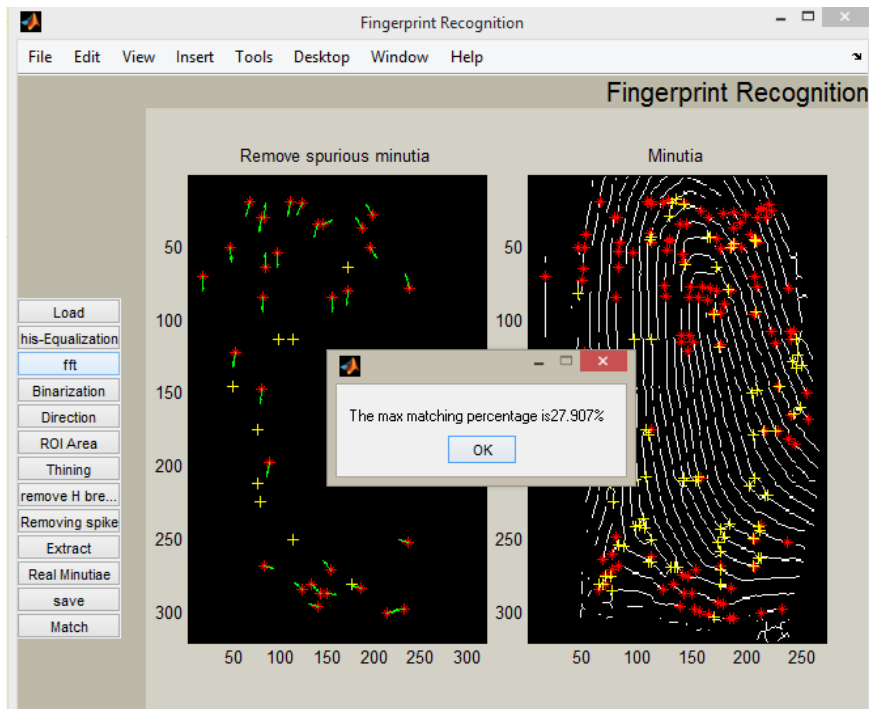 Fingerprint Recognition
File Edit View Insert Tools Desktop Window Help
Fingerprint Recognition
Remove spurious minutia
Minutia
50
100
150
200
250
300
50 100 150 200 250 300
50
100
250
300
50 100 150 200 250
Load
his-Equalization
fft
Binarization
Direction
ROI Area
Thining
remove H bre...
Removing spike
Extract
Real Minutiae
save
Match
The max matching percentage is27.907%
OK